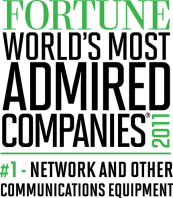 FORTUNE
WORLD'S MOST
ADMIRED
COMPANIES® 2011
#1 - NETWORK AND OTHER
COMMUNICATIONS EQUIPMENT